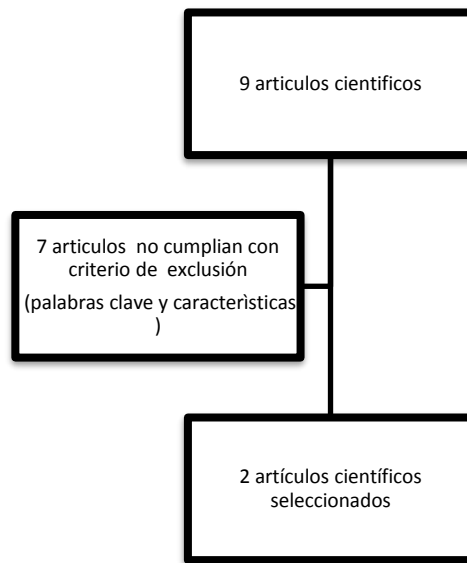 9 articulos cientificos
7 articulos no cumplian con
criterio de exclusión
(palabras clave y caracterìsticas
)
2 artículos científicos
seleccionados